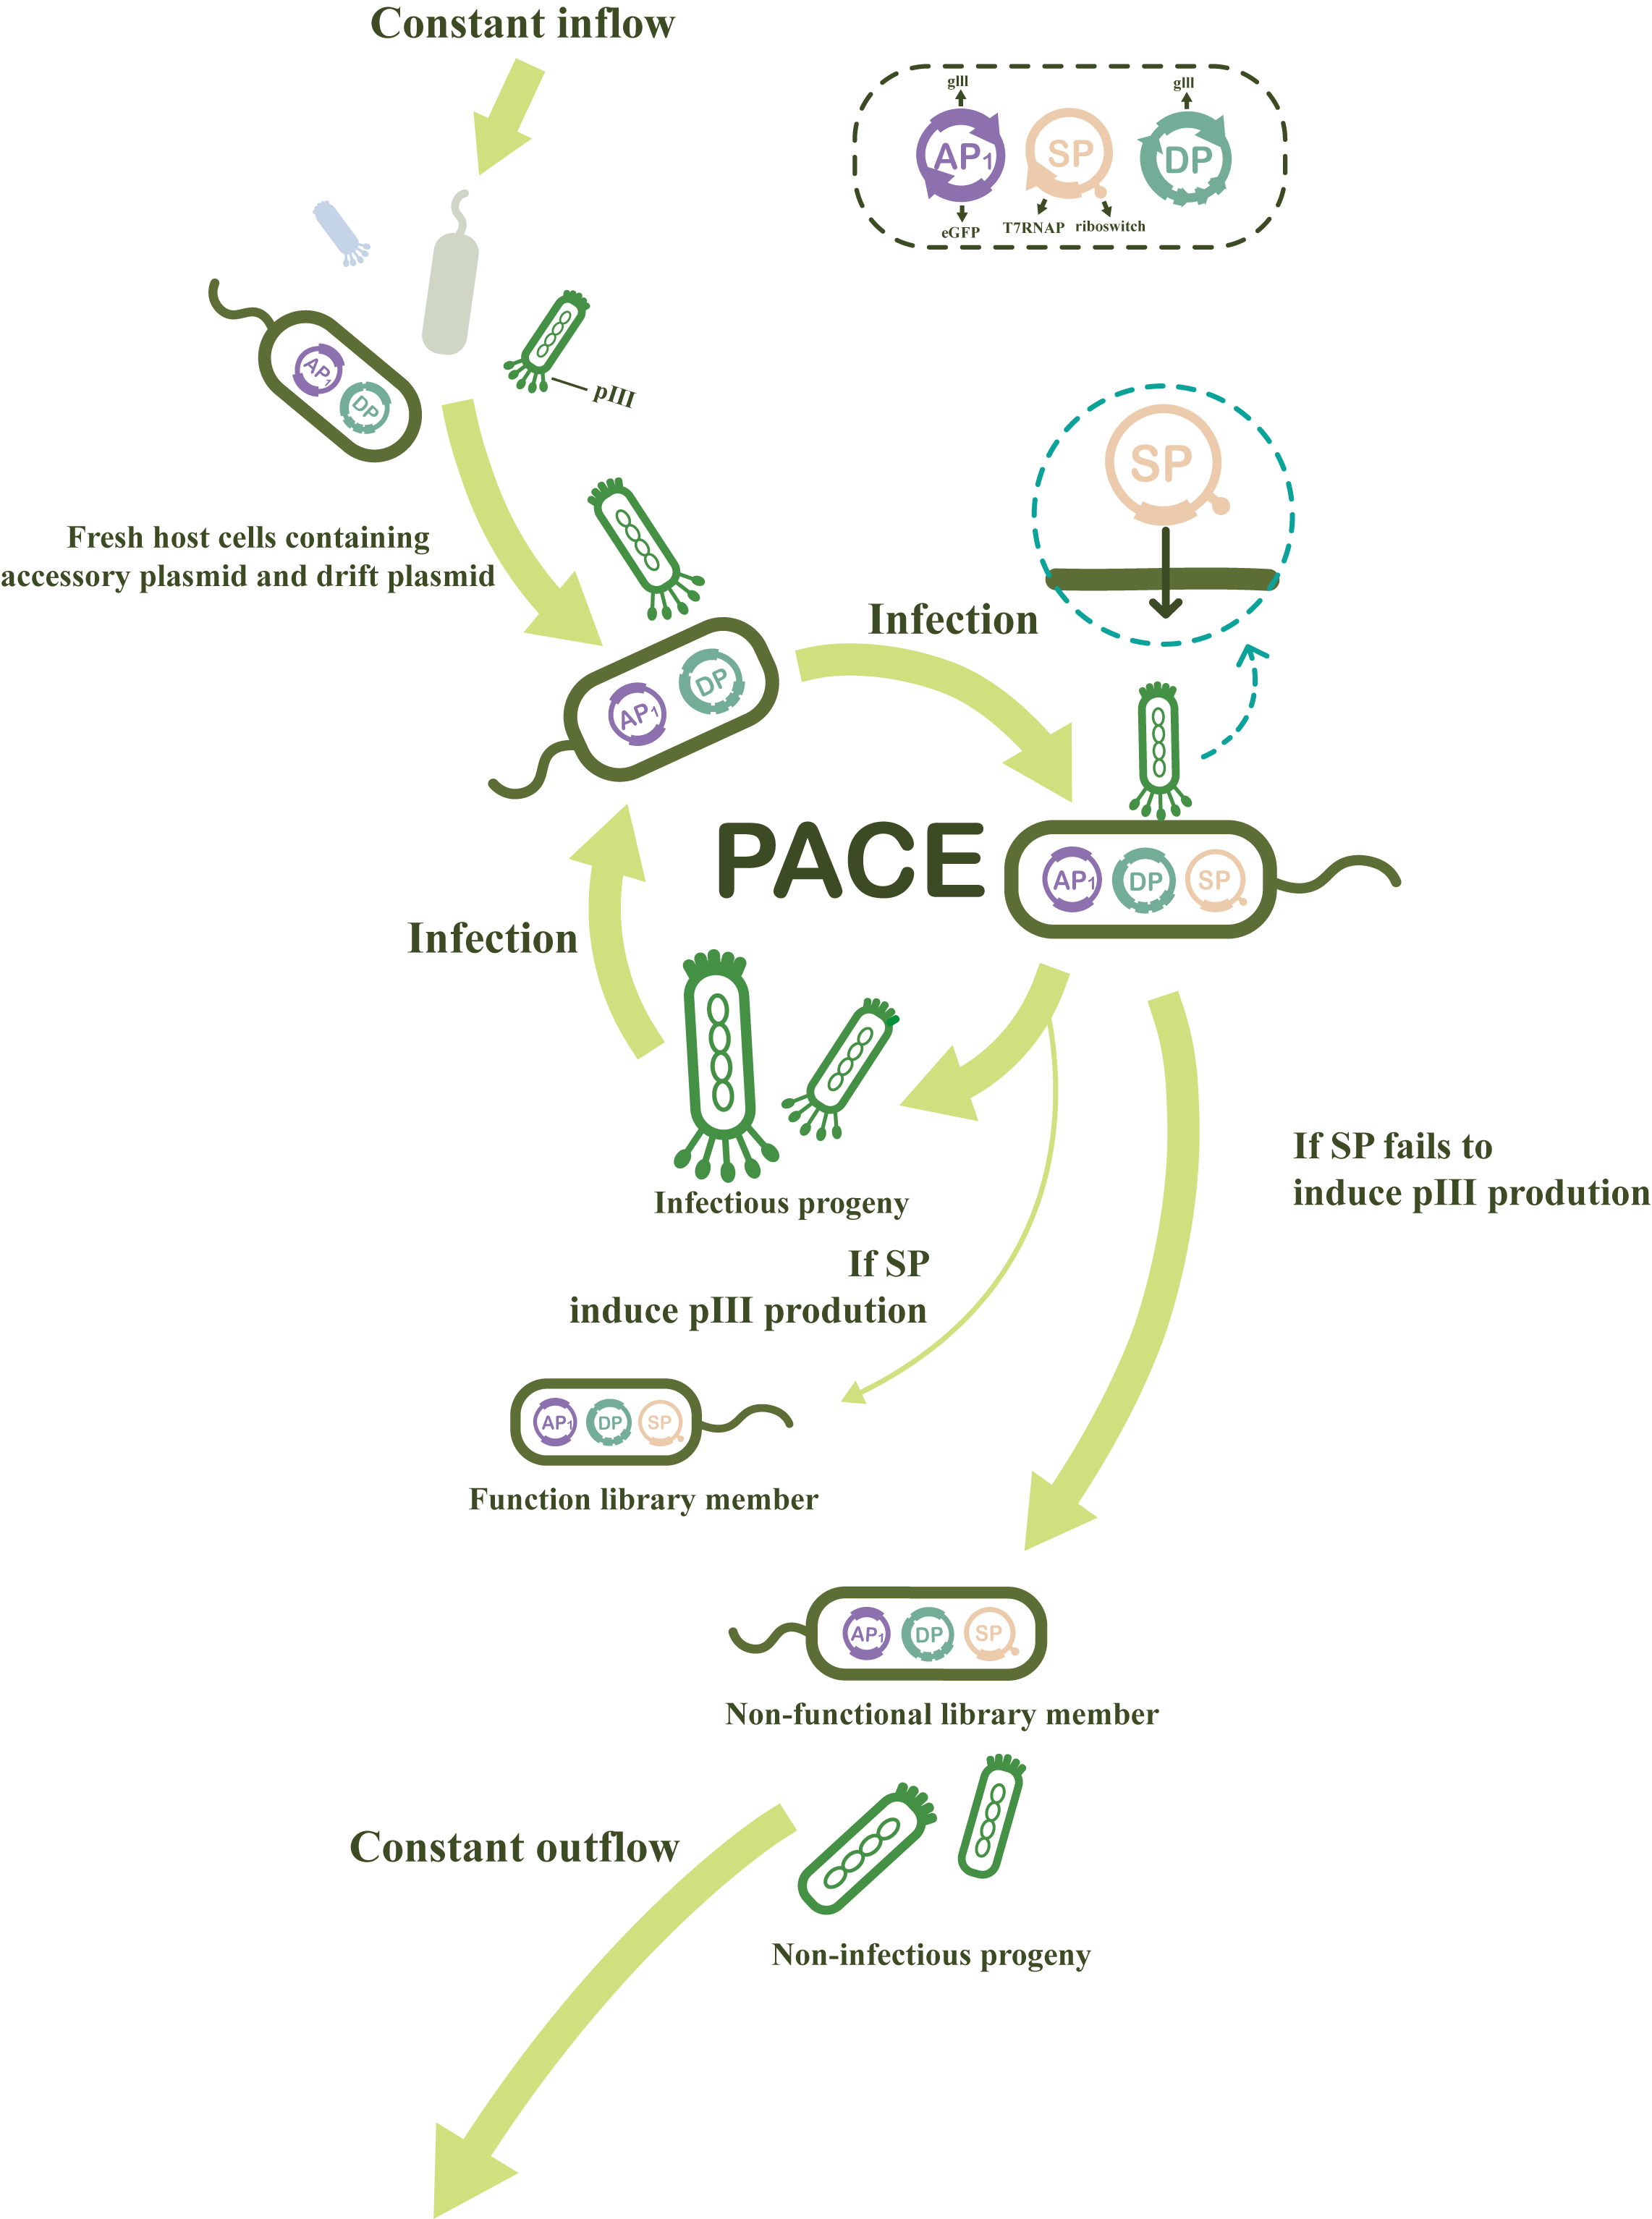 Constant inflow
gIII
gIII
AP1
SP
DP
eGFP
T7RNAP
riboswitch
AP1
DP
pIII
SP
Fresh host cells containing
accessory plasmid and drift plasmid
Infection
AP1
DP
PACE
AP1
DP
SP
Infection
If SP fails to
induce pIII prodution
Infectious progeny
If SP
induce pIII prodution
AP1
DP
SP
Function library member
AP1
DP
SP
Non-functional library member
Constant outflow
Non-infectious progeny